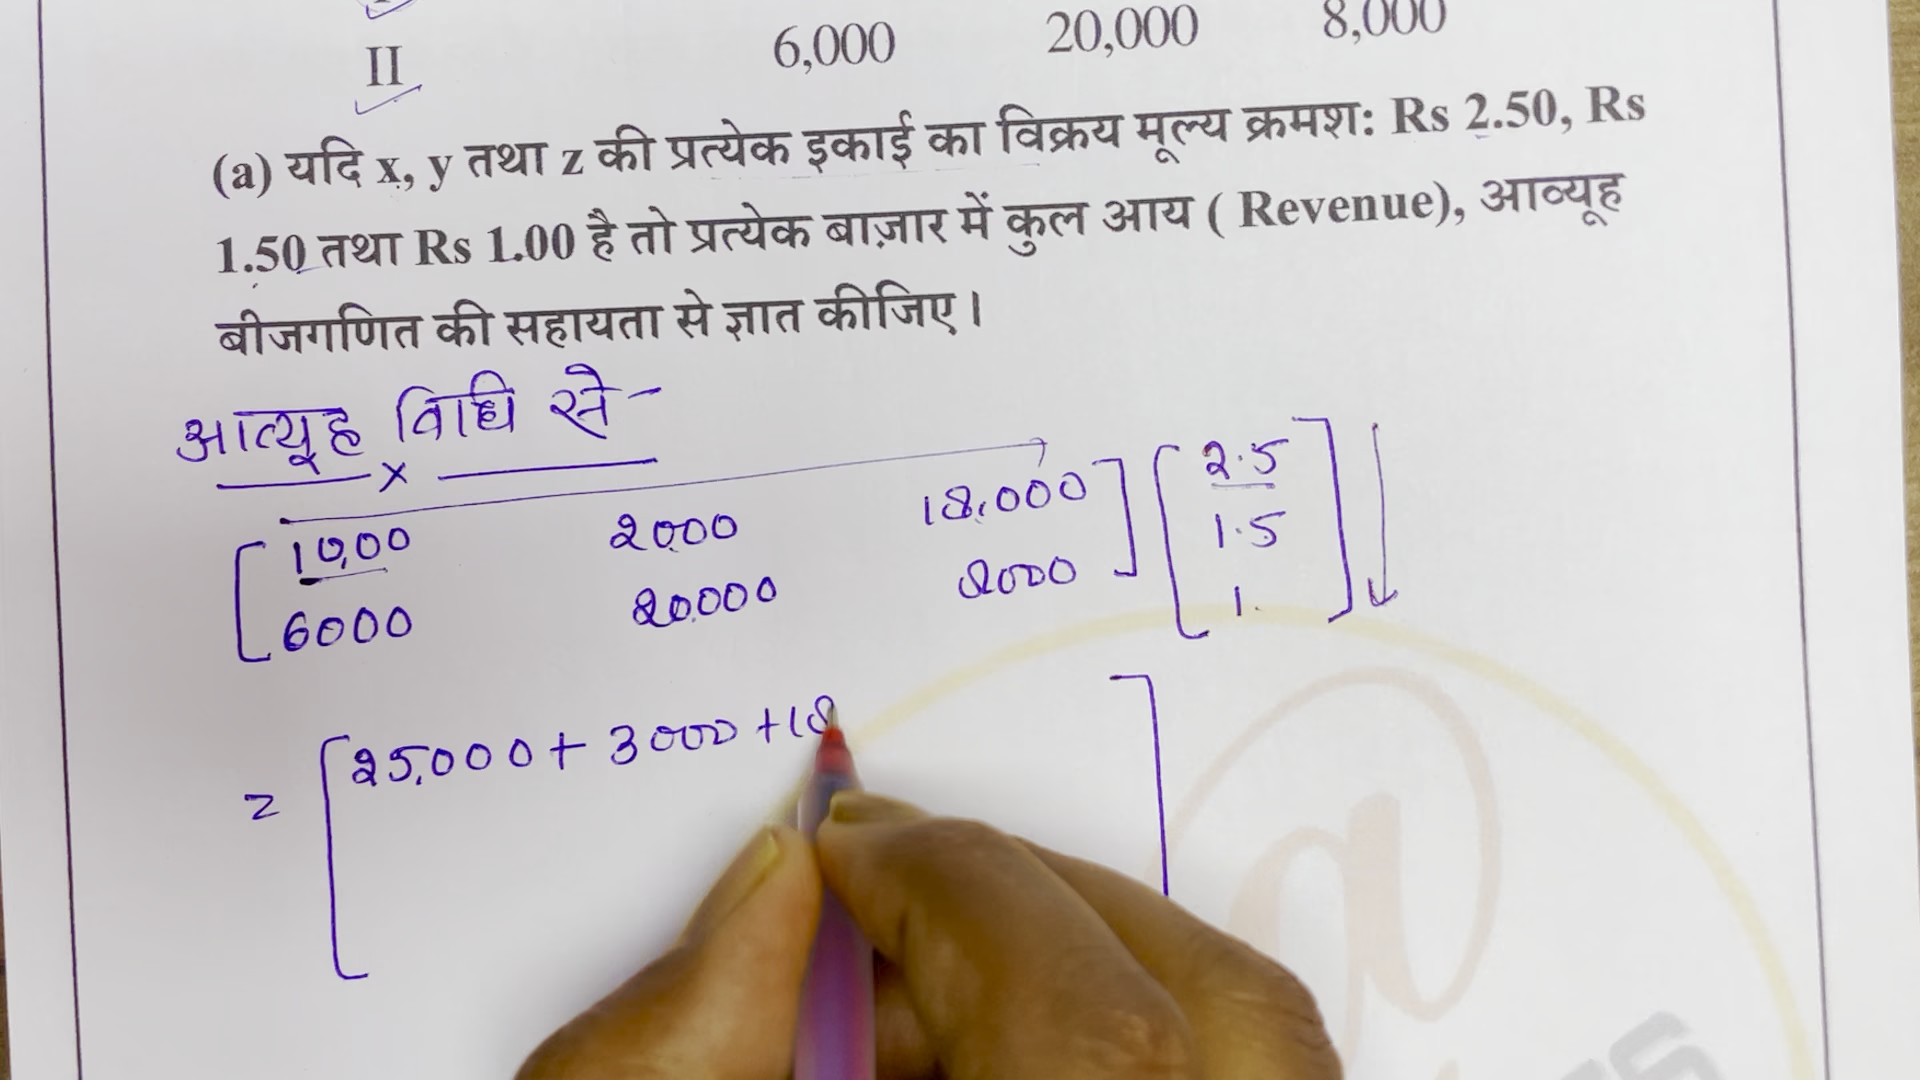 II 6,000 20,000 8,000
(a) यदि x, y तथा z की प्रत्येक इकाई का विक्रय मूल्य क्रमश: Rs 2.50, Rs
1.50 तथा Rs 1.00 है तो प्रत्येक बाज़ार में कुल आय ( Revenue), आव्यूह
बीजगणित की सहायता से ज्ञात कीजिए।
आव्यूह विधि से -
x
[ 10,00 2000 18,000 ] [ 2.5
1.5
6000 20,000 8000
1. ]
= [ 25,000 + 3000 + 18 ]